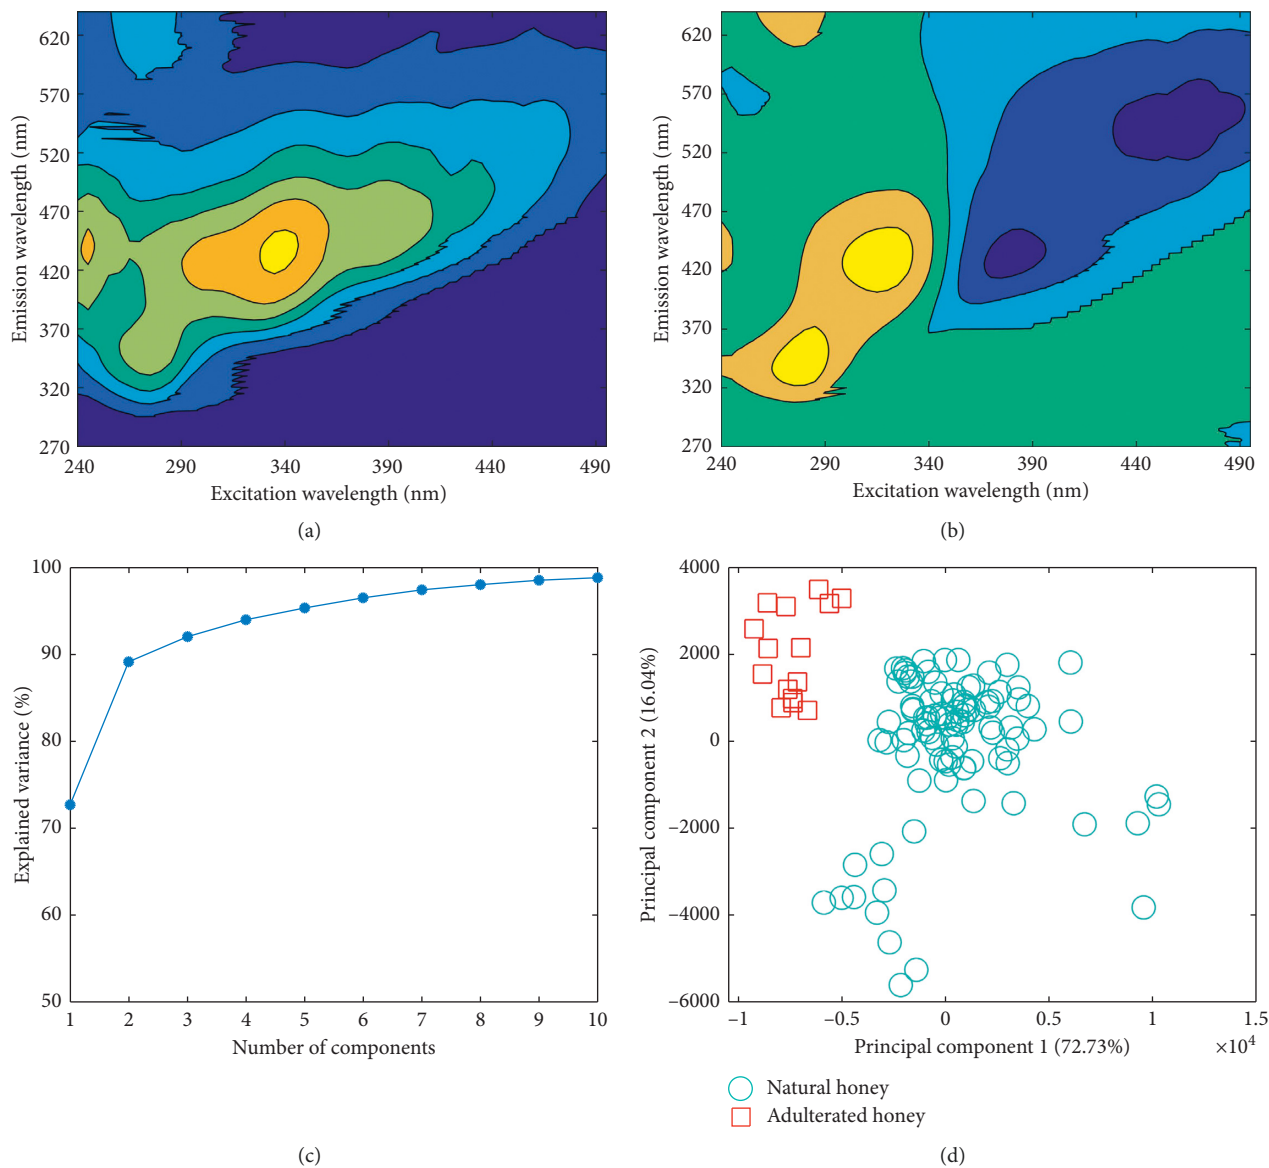 620
570
520
470
420
370
320
270
Emission wavelength (nm)
240 290 340 390 440 490
Excitation wavelength (nm)
(a)
620
570
520
470
420
370
320
270
Emission wavelength (nm)
240 290 340 390 440 490
Excitation wavelength (nm)
(b)
100
90
80
70
60
50
Explained variance (%)
1 2 3 4 5 6 7 8 9 10
Number of components
(c)
4000
2000
0
−2000
−4000
−6000
Principal component 2 (16.04%)
−1 −0.5 0 0.5 1 1.5
Principal component 1 (72.73%) ×10⁴
Natural honey
Adulterated honey
(d)